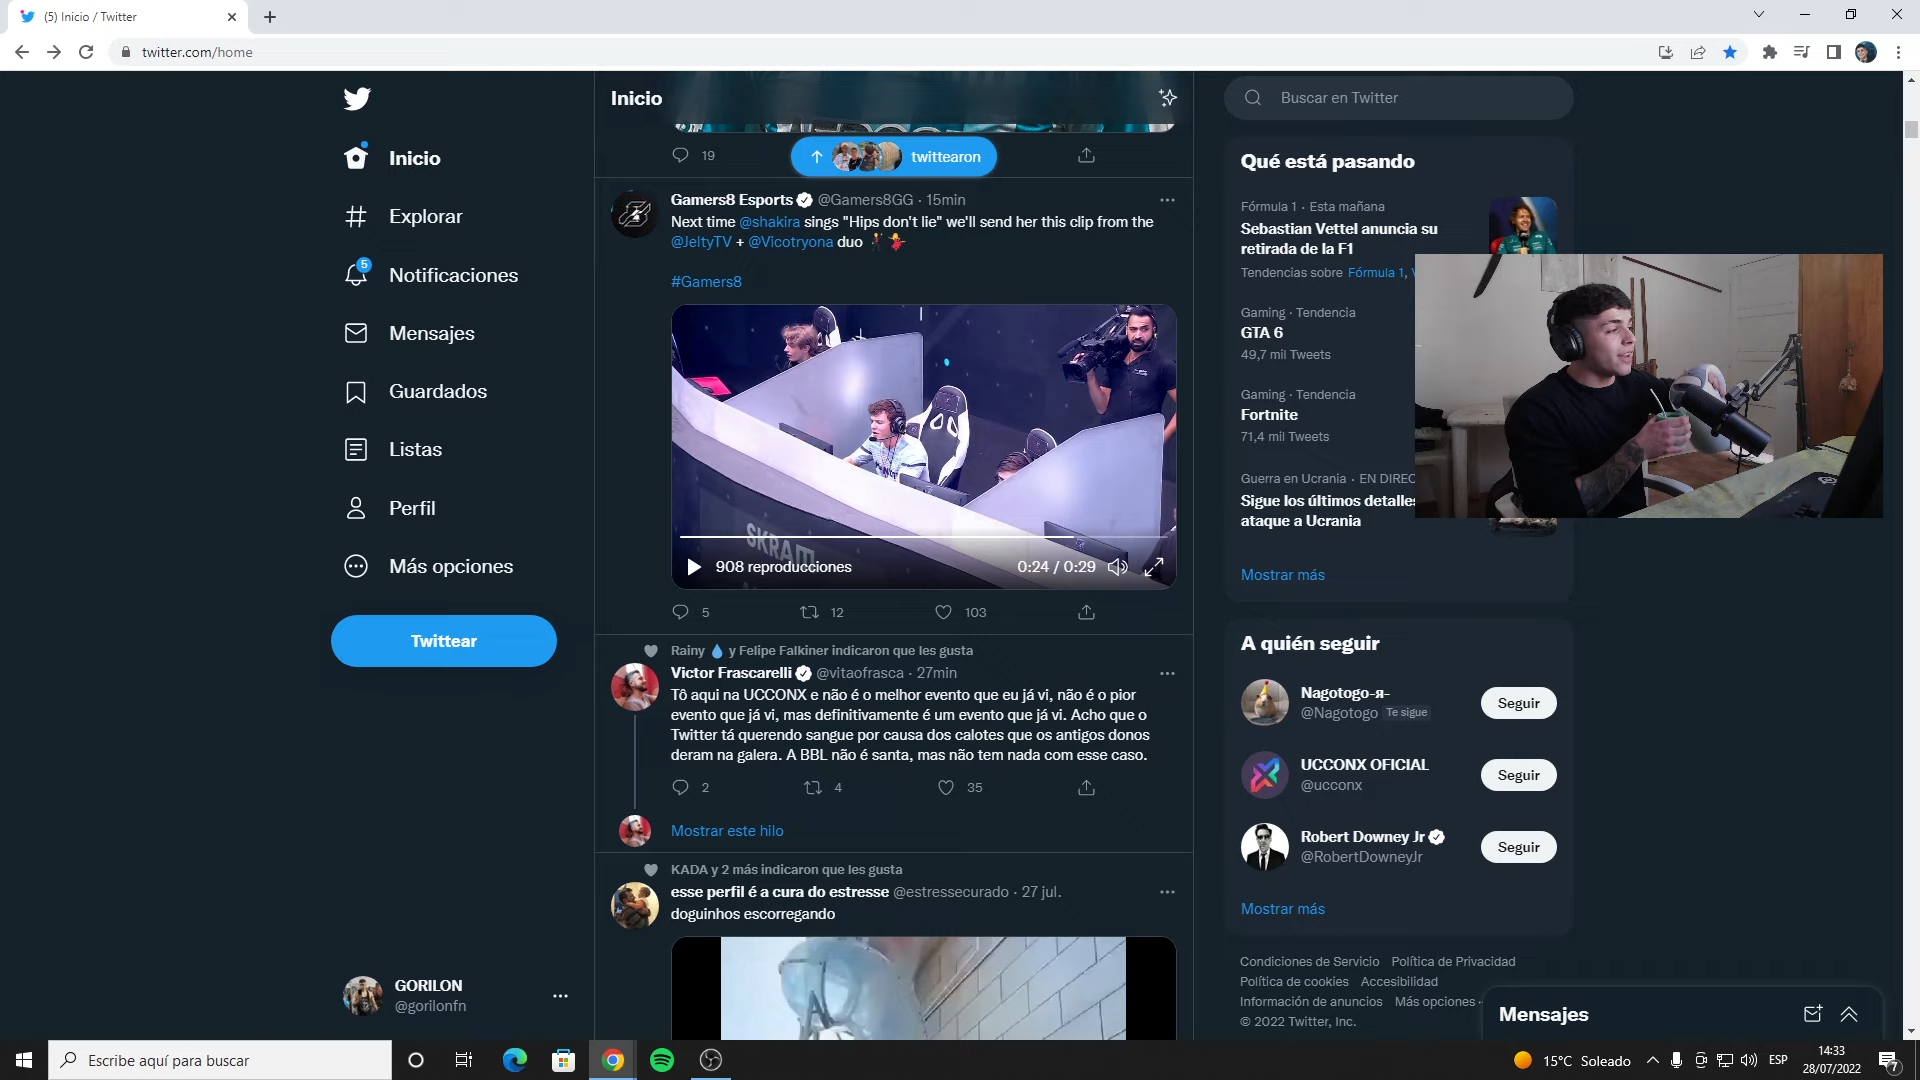 (5) Inicio / Twitter
twitter.com/home
Inicio
Explorar
5
Notificaciones
Mensajes
Guardados
Listas
Perfil
Más opciones
Twittear
GORILON
@gorilonfn
Inicio
19
twittearon
Gamers8 Esports @Gamers8GG · 15min
Next time @shakira sings "Hips don't lie" we'll send her this clip from the
@JeltyTV + @Vicotryona duo
#Gamers8
SKRAM
908 reproducciones
0:24 / 0:29
5 12 103
Rainy 💧 y Felipe Falkiner indicaron que les gusta
Victor Frascarelli @vitaofrasca · 27min
Tô aqui na UCCONX e não é o melhor evento que eu já vi, não é o pior
evento que já vi, mas definitivamente é um evento que já vi. Acho que o
Twitter tá querendo sangue por causa dos calotes que os antigos donos
deram na galera. A BBL não é santa, mas não tem nada com esse caso.
2 4 35
Mostrar este hilo
KADA y 2 más indicaron que les gusta
esse perfil é a cura do estresse @estressecurado · 27 jul.
doguinhos escorregando
Buscar en Twitter
Qué está pasando
Fórmula 1 · Esta mañana
Sebastian Vettel anuncia su
retirada de la F1
Tendencias sobre Fórmula 1,
Gaming · Tendencia
GTA 6
49,7 mil Tweets
Gaming · Tendencia
Fortnite
71,4 mil Tweets
Guerra en Ucrania · EN DIREC
Sigue los últimos detalles
ataque a Ucrania
Mostrar más
A quién seguir
Nagotogo-я-
@Nagotogo Te sigue
Seguir
UCCONX OFICIAL
@ucconx
Seguir
Robert Downey Jr
@RobertDowneyJr
Seguir
Mostrar más
Condiciones de Servicio Política de Privacidad
Política de cookies Accesibilidad
Información de anuncios Más opciones
© 2022 Twitter, Inc.
Mensajes
Escribe aquí para buscar
15°C Soleado
ESP
14:33
28/07/2022
7